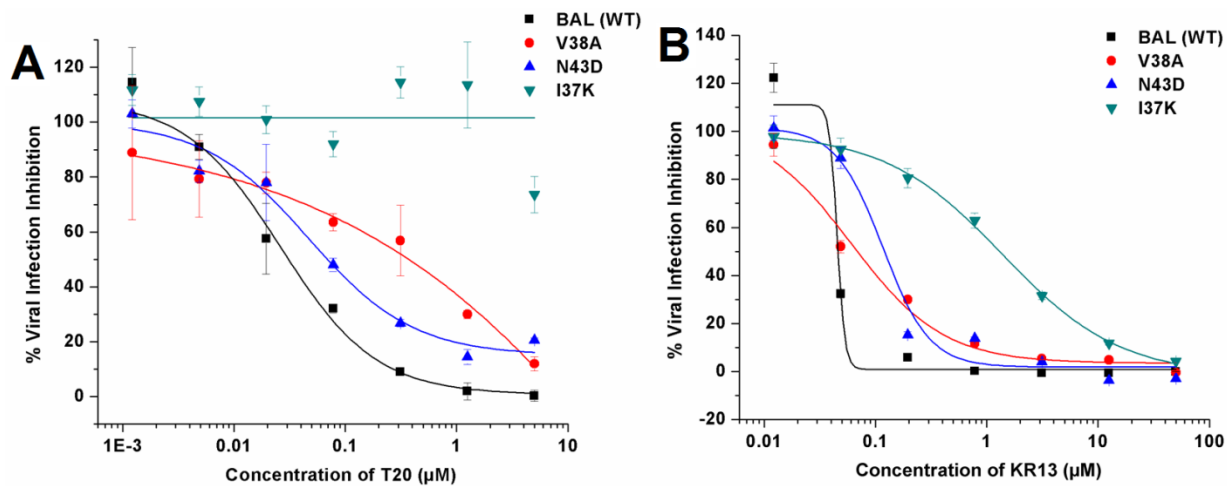 A
BAL (WT)
V38A
N43D
I37K
% Viral Infection Inhibition
120
100
80
60
40
20
0
1E-3
0.01
0.1
1
10
Concentration of T20 (µM)
B
BAL (WT)
V38A
N43D
I37K
% Viral Infection Inhibition
140
120
100
80
60
40
20
0
-20
0.01
0.1
1
10
100
Concentration of KR13 (µM)